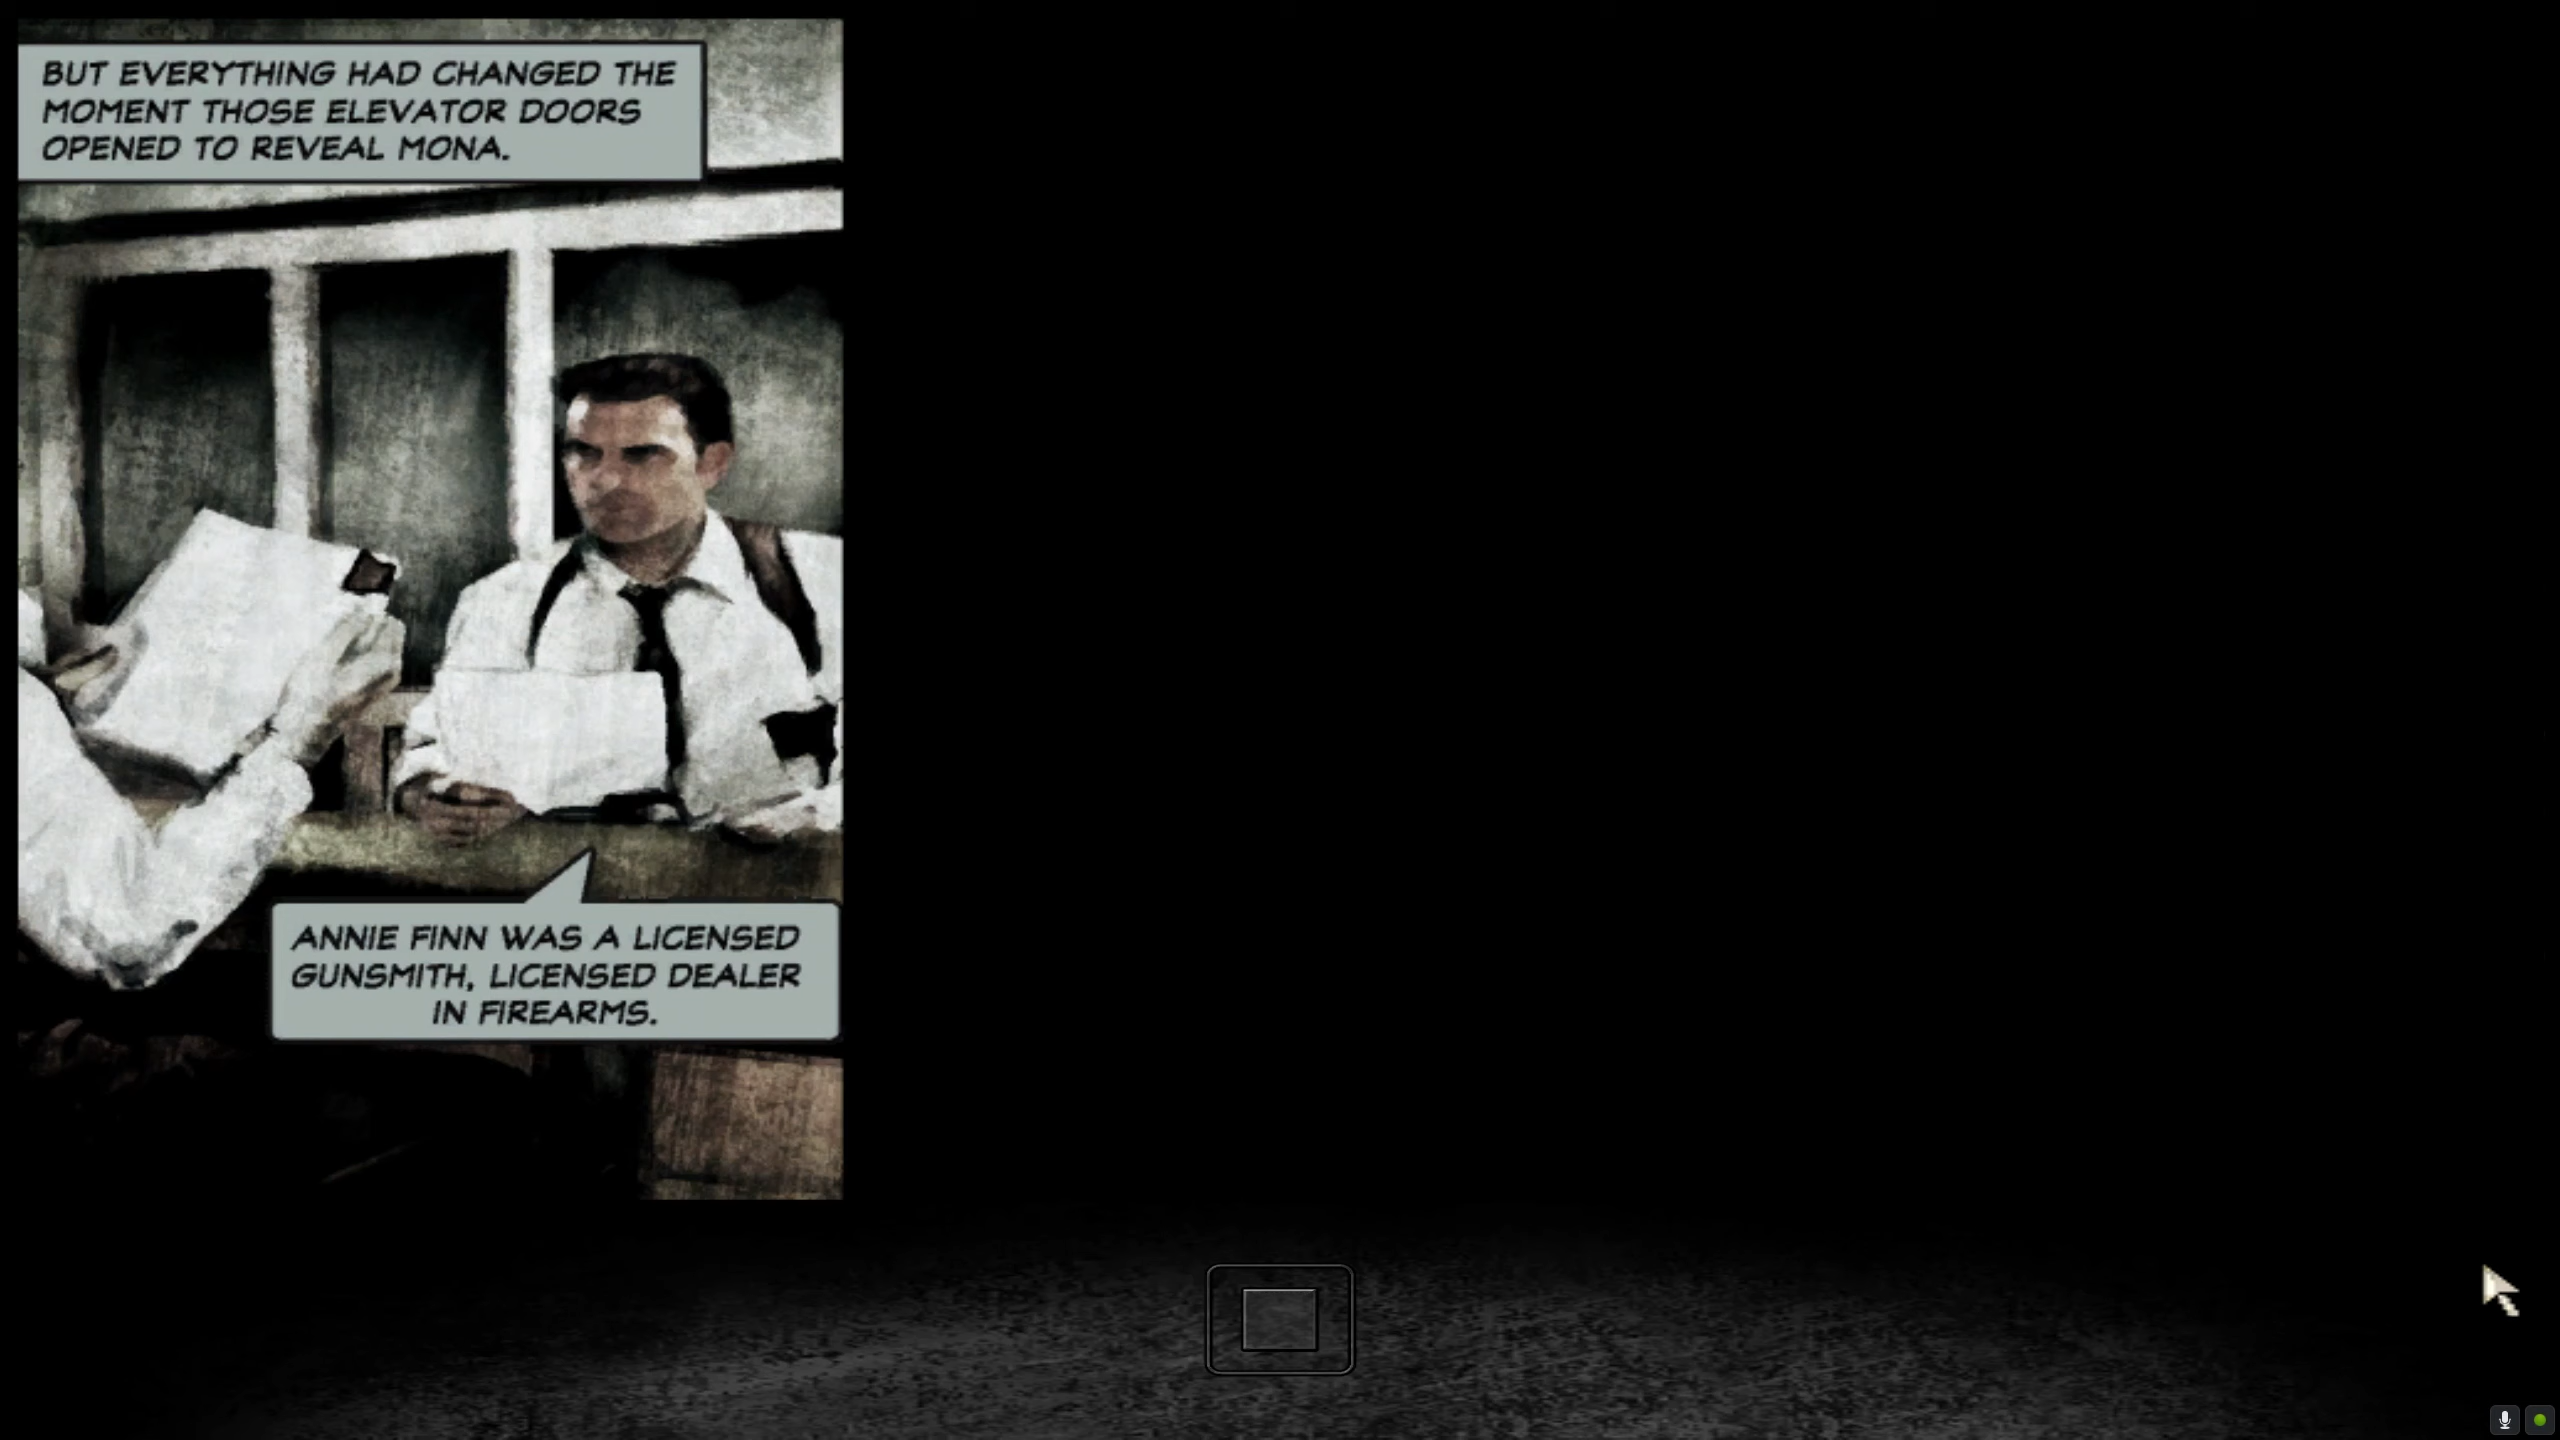 BUT EVERYTHING HAD CHANGED THE
MOMENT THOSE ELEVATOR DOORS
OPENED TO REVEAL MONA.
ANNIE FINN WAS A LICENSED
GUNSMITH, LICENSED DEALER
IN FIREARMS.